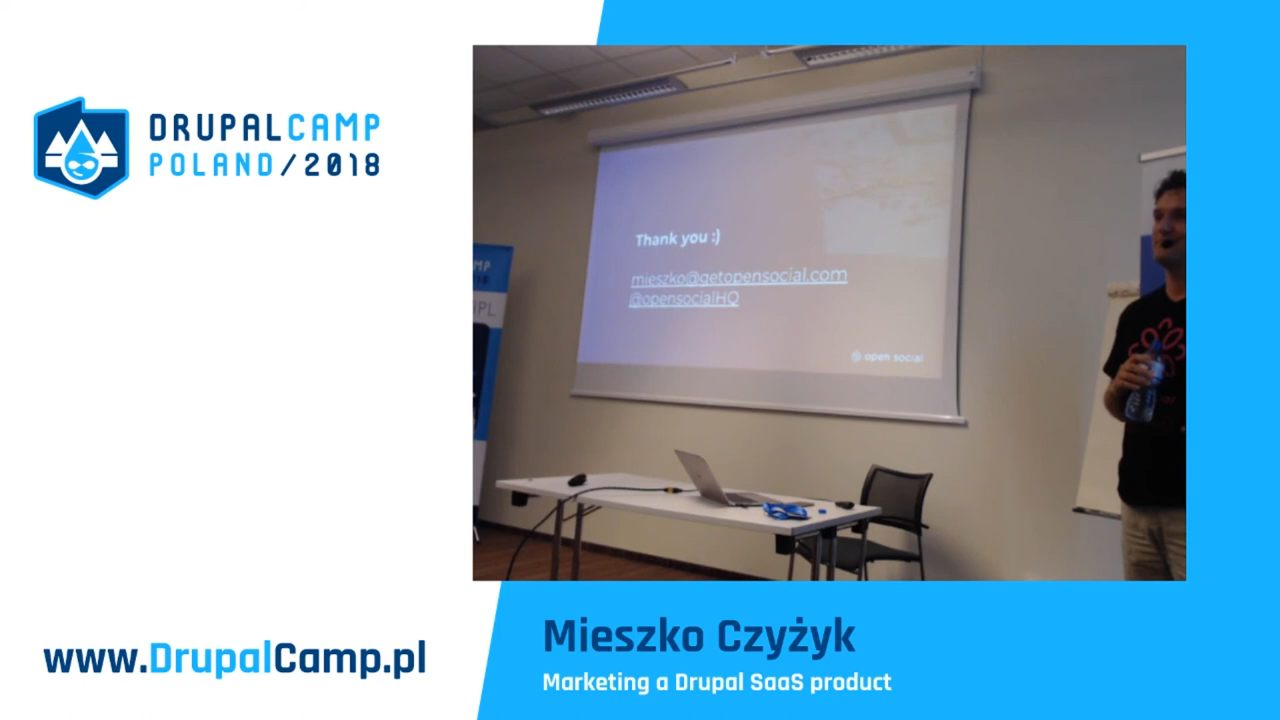 DRUPALCAMP
POLAND/2018
Thank you :)
mieszko@getopensocial.com
@opensocialHQ
open social
www.DrupalCamp.pl
Mieszko Czyżyk
Marketing a Drupal SaaS product